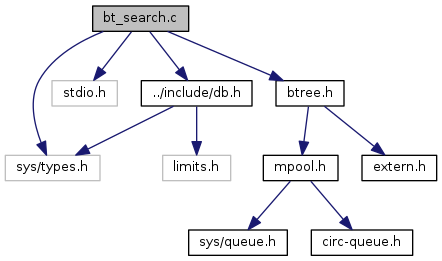 bt_search.c
stdio.h
../include/db.h
btree.h
sys/types.h
limits.h
mpool.h
extern.h
sys/queue.h
circ-queue.h